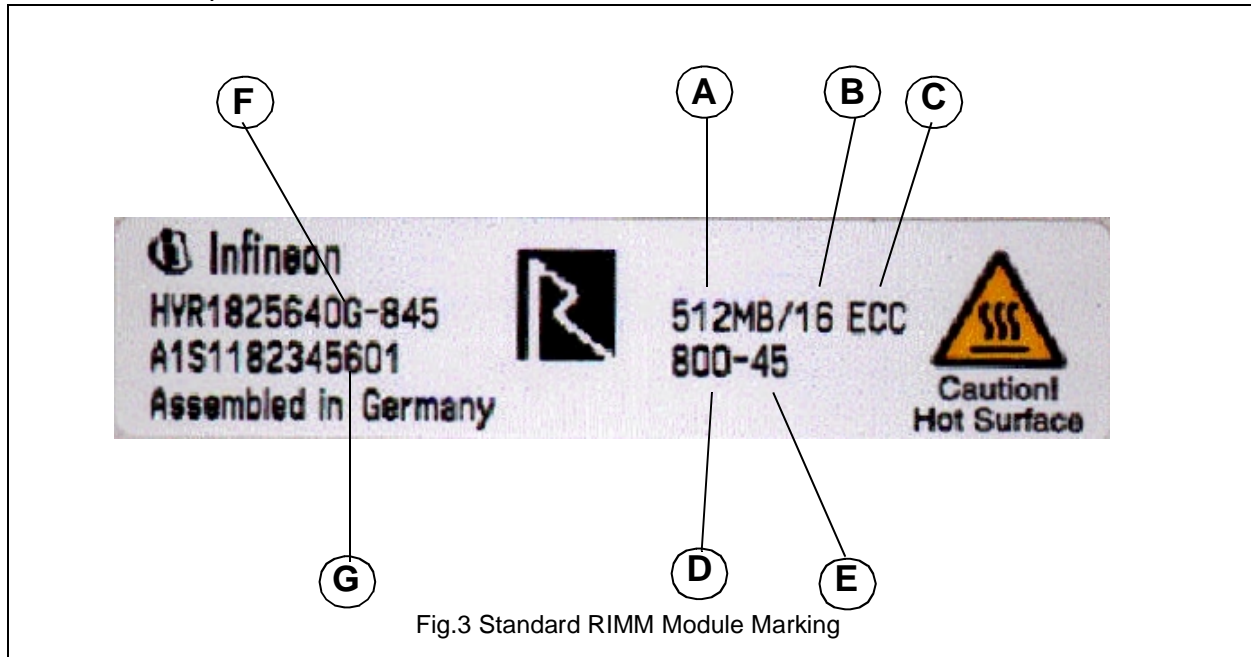 F
A
B
C
Infineon
HYR1825640G-845
A1S1182345601
Assembled in Germany
512MB/16 ECC
800-45
Caution!
Hot Surface
G
D
E
Fig.3 Standard RIMM Module Marking